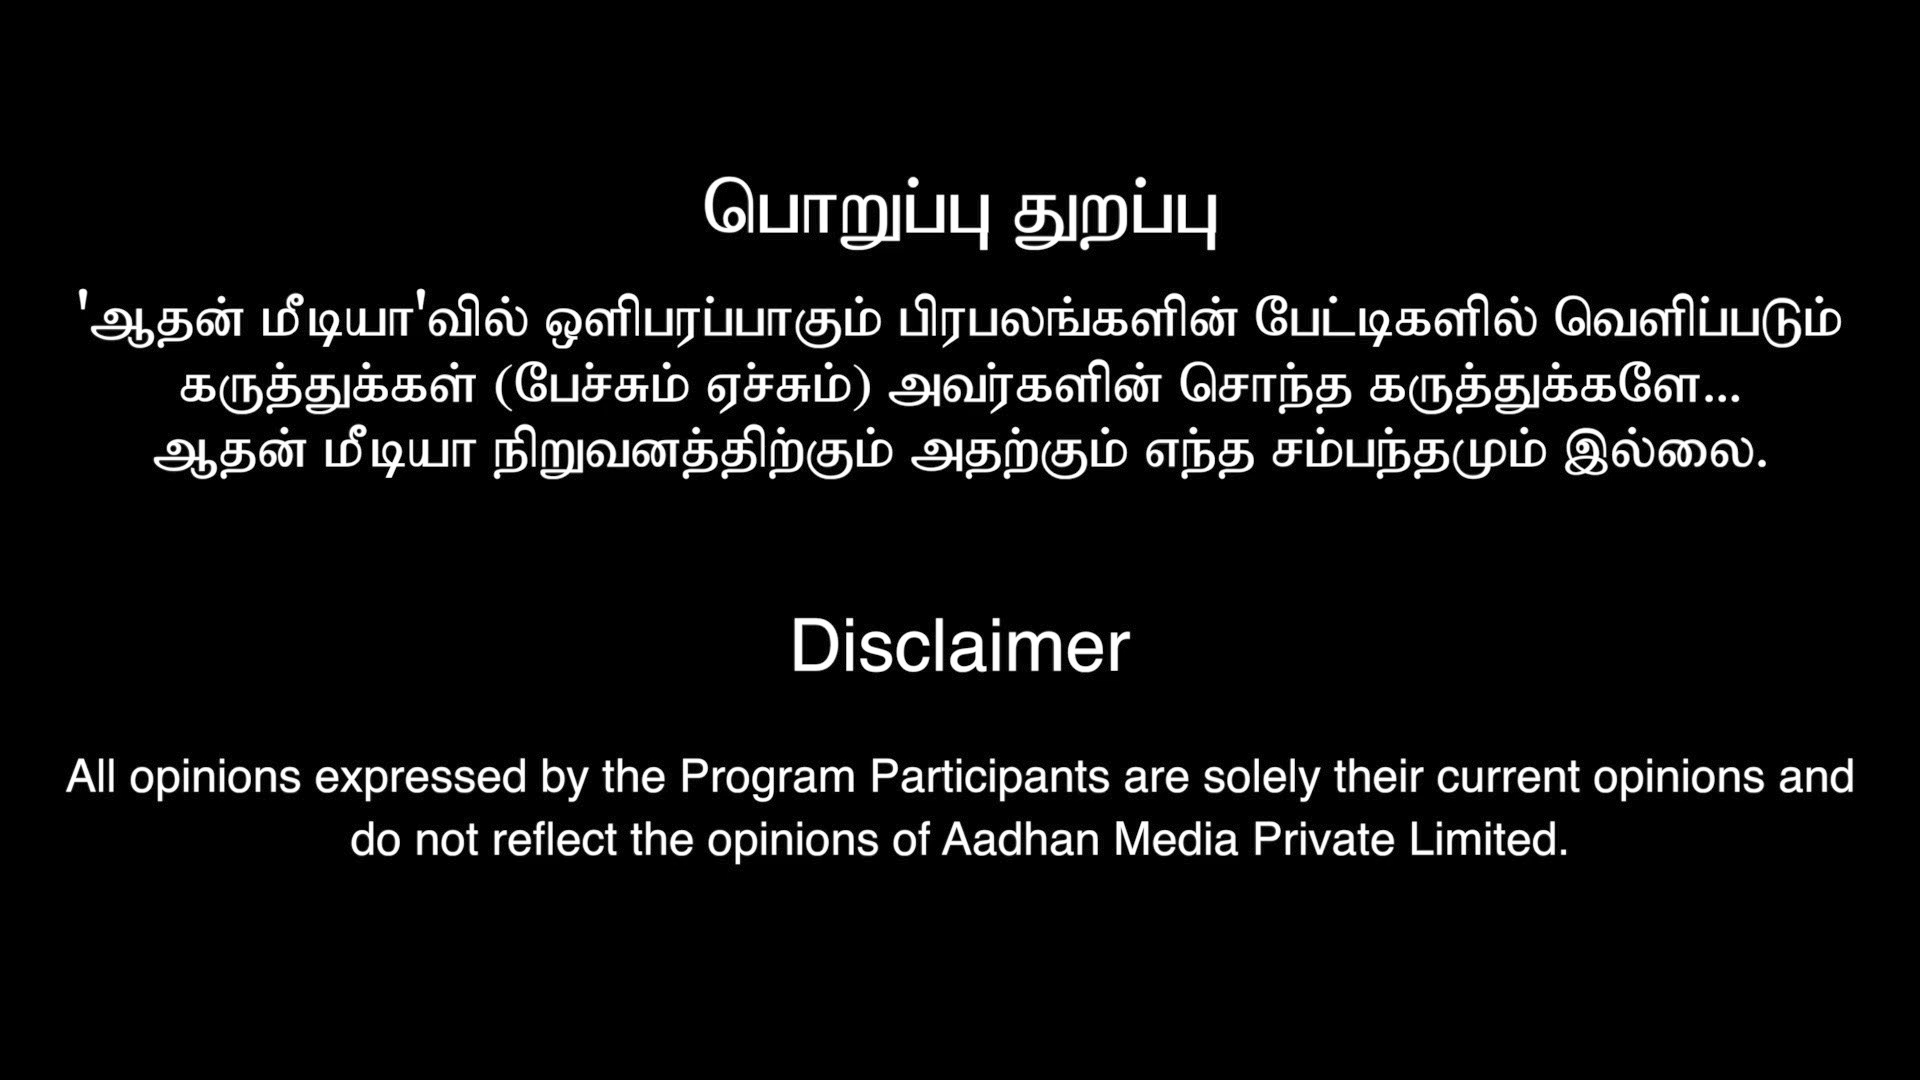 பொறுப்பு துறப்பு
'ஆதன் மீடியா'வில் ஒளிபரப்பாகும் பிரபலங்களின் பேட்டிகளில் வெளிப்படும்
கருத்துக்கள் (பேச்சும் ஏச்சும்) அவர்களின் சொந்த கருத்துக்களே...
ஆதன் மீடியா நிறுவனத்திற்கும் அதற்கும் எந்த சம்பந்தமும் இல்லை.
Disclaimer
All opinions expressed by the Program Participants are solely their current opinions and
do not reflect the opinions of Aadhan Media Private Limited.